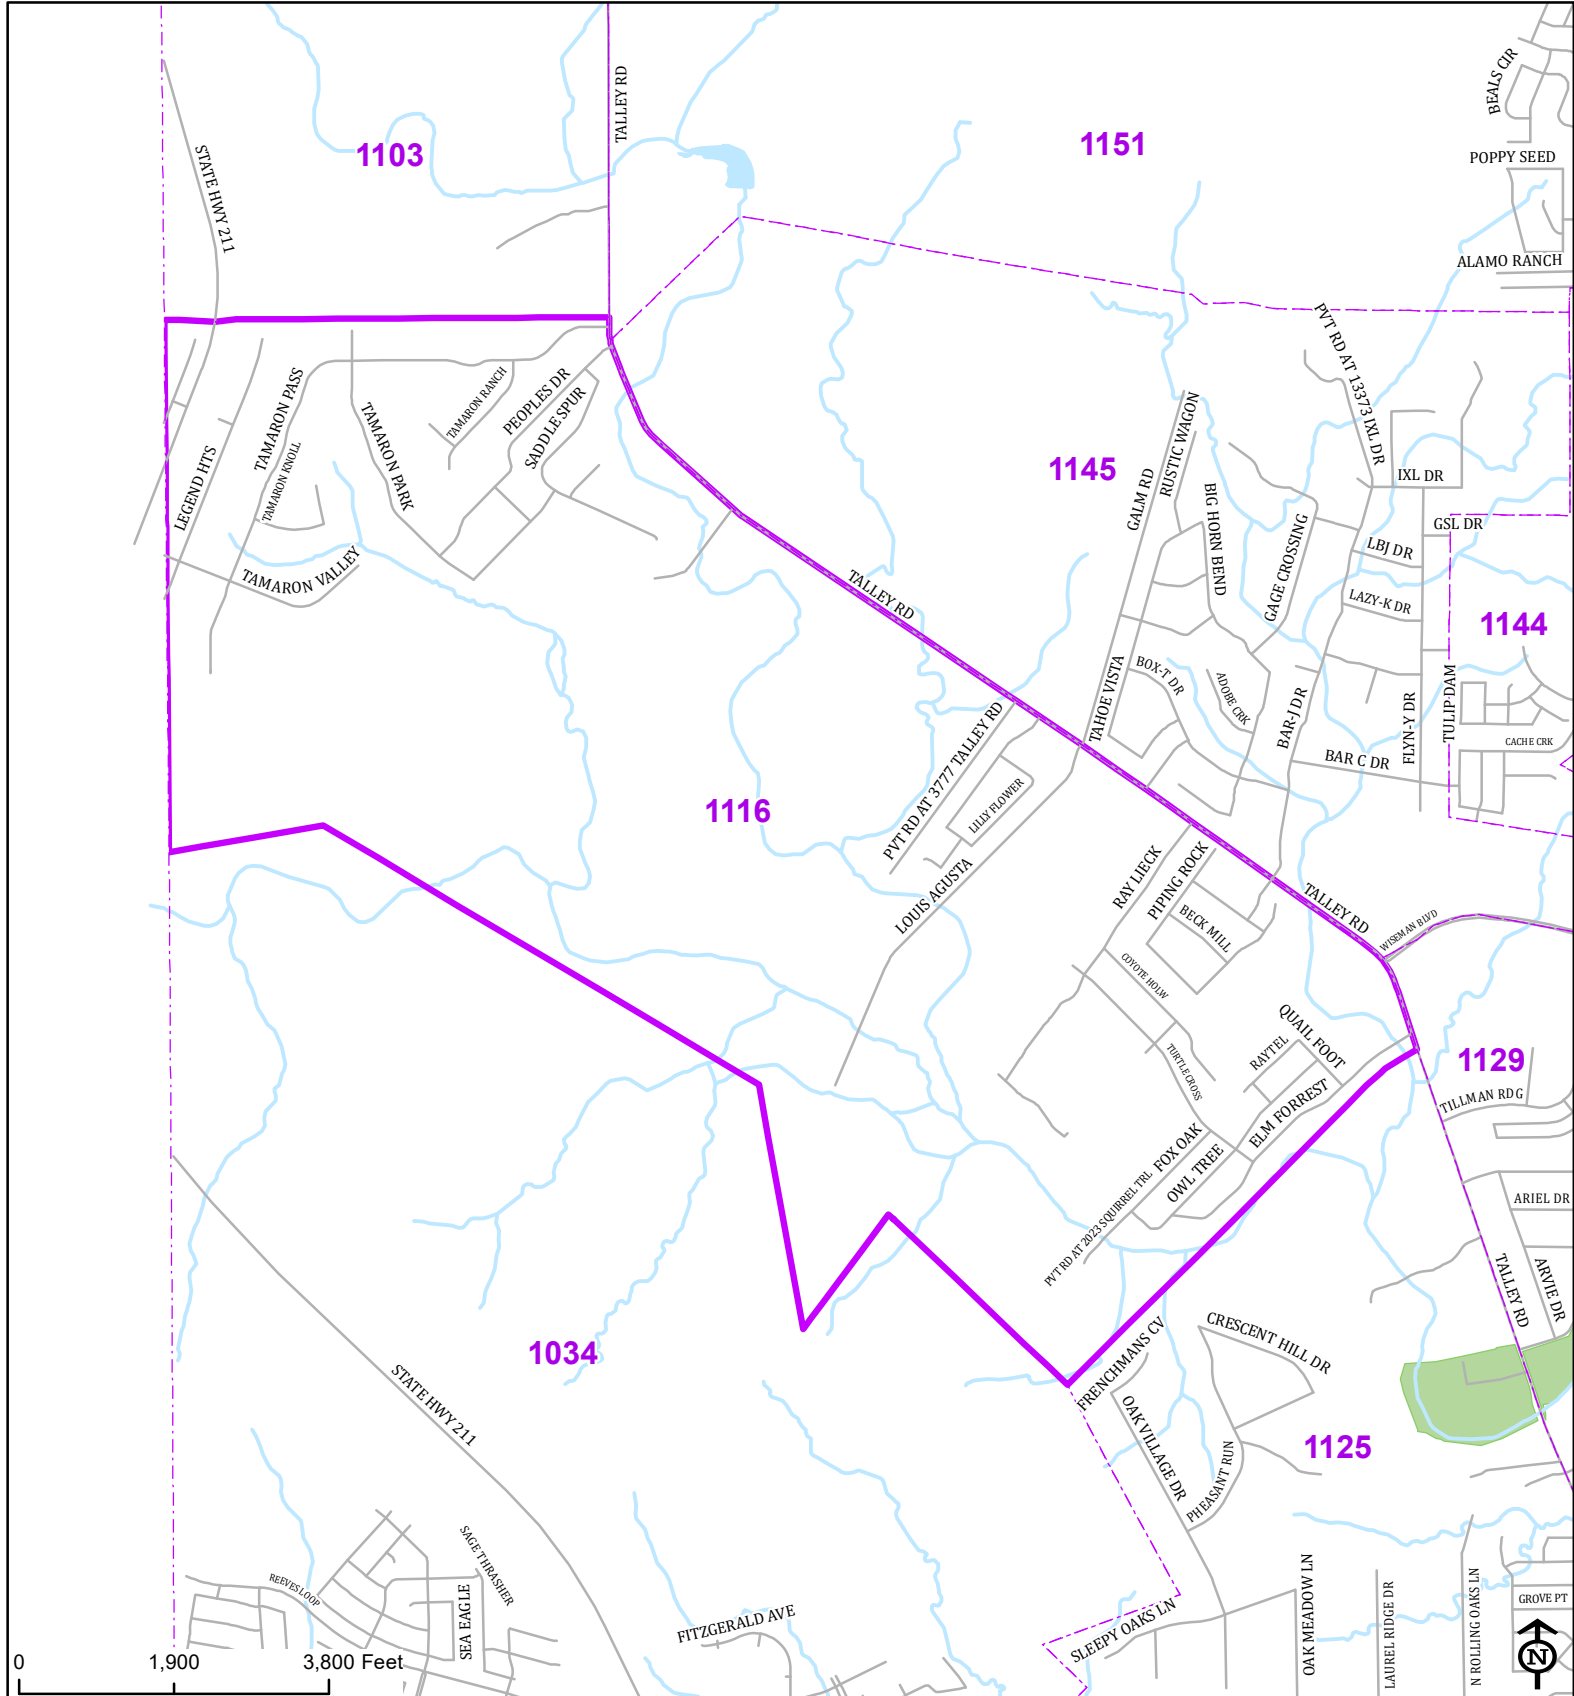 BEALS CIR
TALLEY RD
1103
1151
STATE HWY 211
POPPY SEED
ALAMO RANCH
PVT RD AT 13373 IXL DR
TAMARON PASS
TAMARON RANCH
PEOPLES DR
SADDLE SPUR
TAMARON PARK
LEGEND HTS
TAMARON KNOLL
TAMARON VALLEY
1145
GALM RD
RUSTIC WAGON
BIG HORN BEND
GAGE CROSSING
IXL DR
GSL DR
LBJ DR
LAZY-K DR
1144
TALLEY RD
TAHOE VISTA
BOX-T DR
ADOBE CRK
BAR-J DR
FLYN-Y DR
TULIP-DAM
CACHE CRK
BAR C DR
1116
PVT RD AT 3777 TALLEY RD
LILLY FLOWER
LOUIS AGUSTA
RAY LIECK
PIPING ROCK
BECK MILL
TALLEY RD
WISEMAN BLVD
COYOTE HOLW
TURTLE CROSS
QUAIL FOOT
RAYTEL
ELM FORREST
1129
TILLMAN RDG
FOX OAK
OWL TREE
PVT RD AT 2023 SQUIRREL TRL
ARIEL DR
ARVIE DR
TALLEY RD
1034
STATE HWY 211
FRENCHMANS CV
CRESCENT HILL DR
OAK VILLAGE DR
PHEASANT RUN
1125
SAGE THRASHER
REEVES LOOP
SEA EAGLE
FITZGERALD AVE
SLEEPY OAKS LN
OAK MEADOW LN
LAUREL RIDGE DR
N ROLLING OAKS LN
GROVE PT
0 1,900 3,800 Feet
N